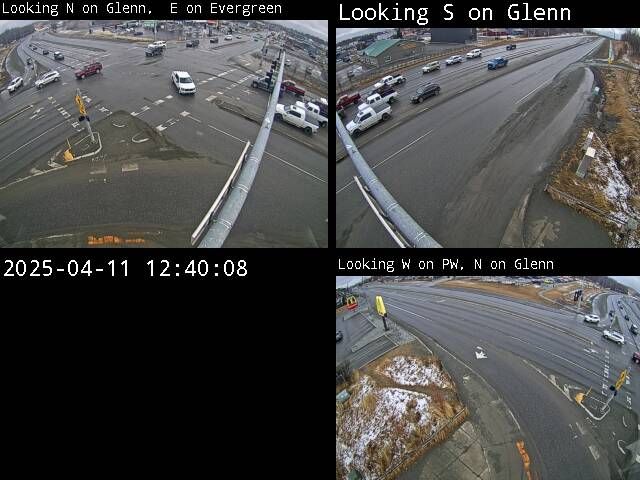 Looking N on Glenn,  E on Evergreen
Looking S on Glenn
2025-04-11 12:40:08
Looking W on PW, N on Glenn